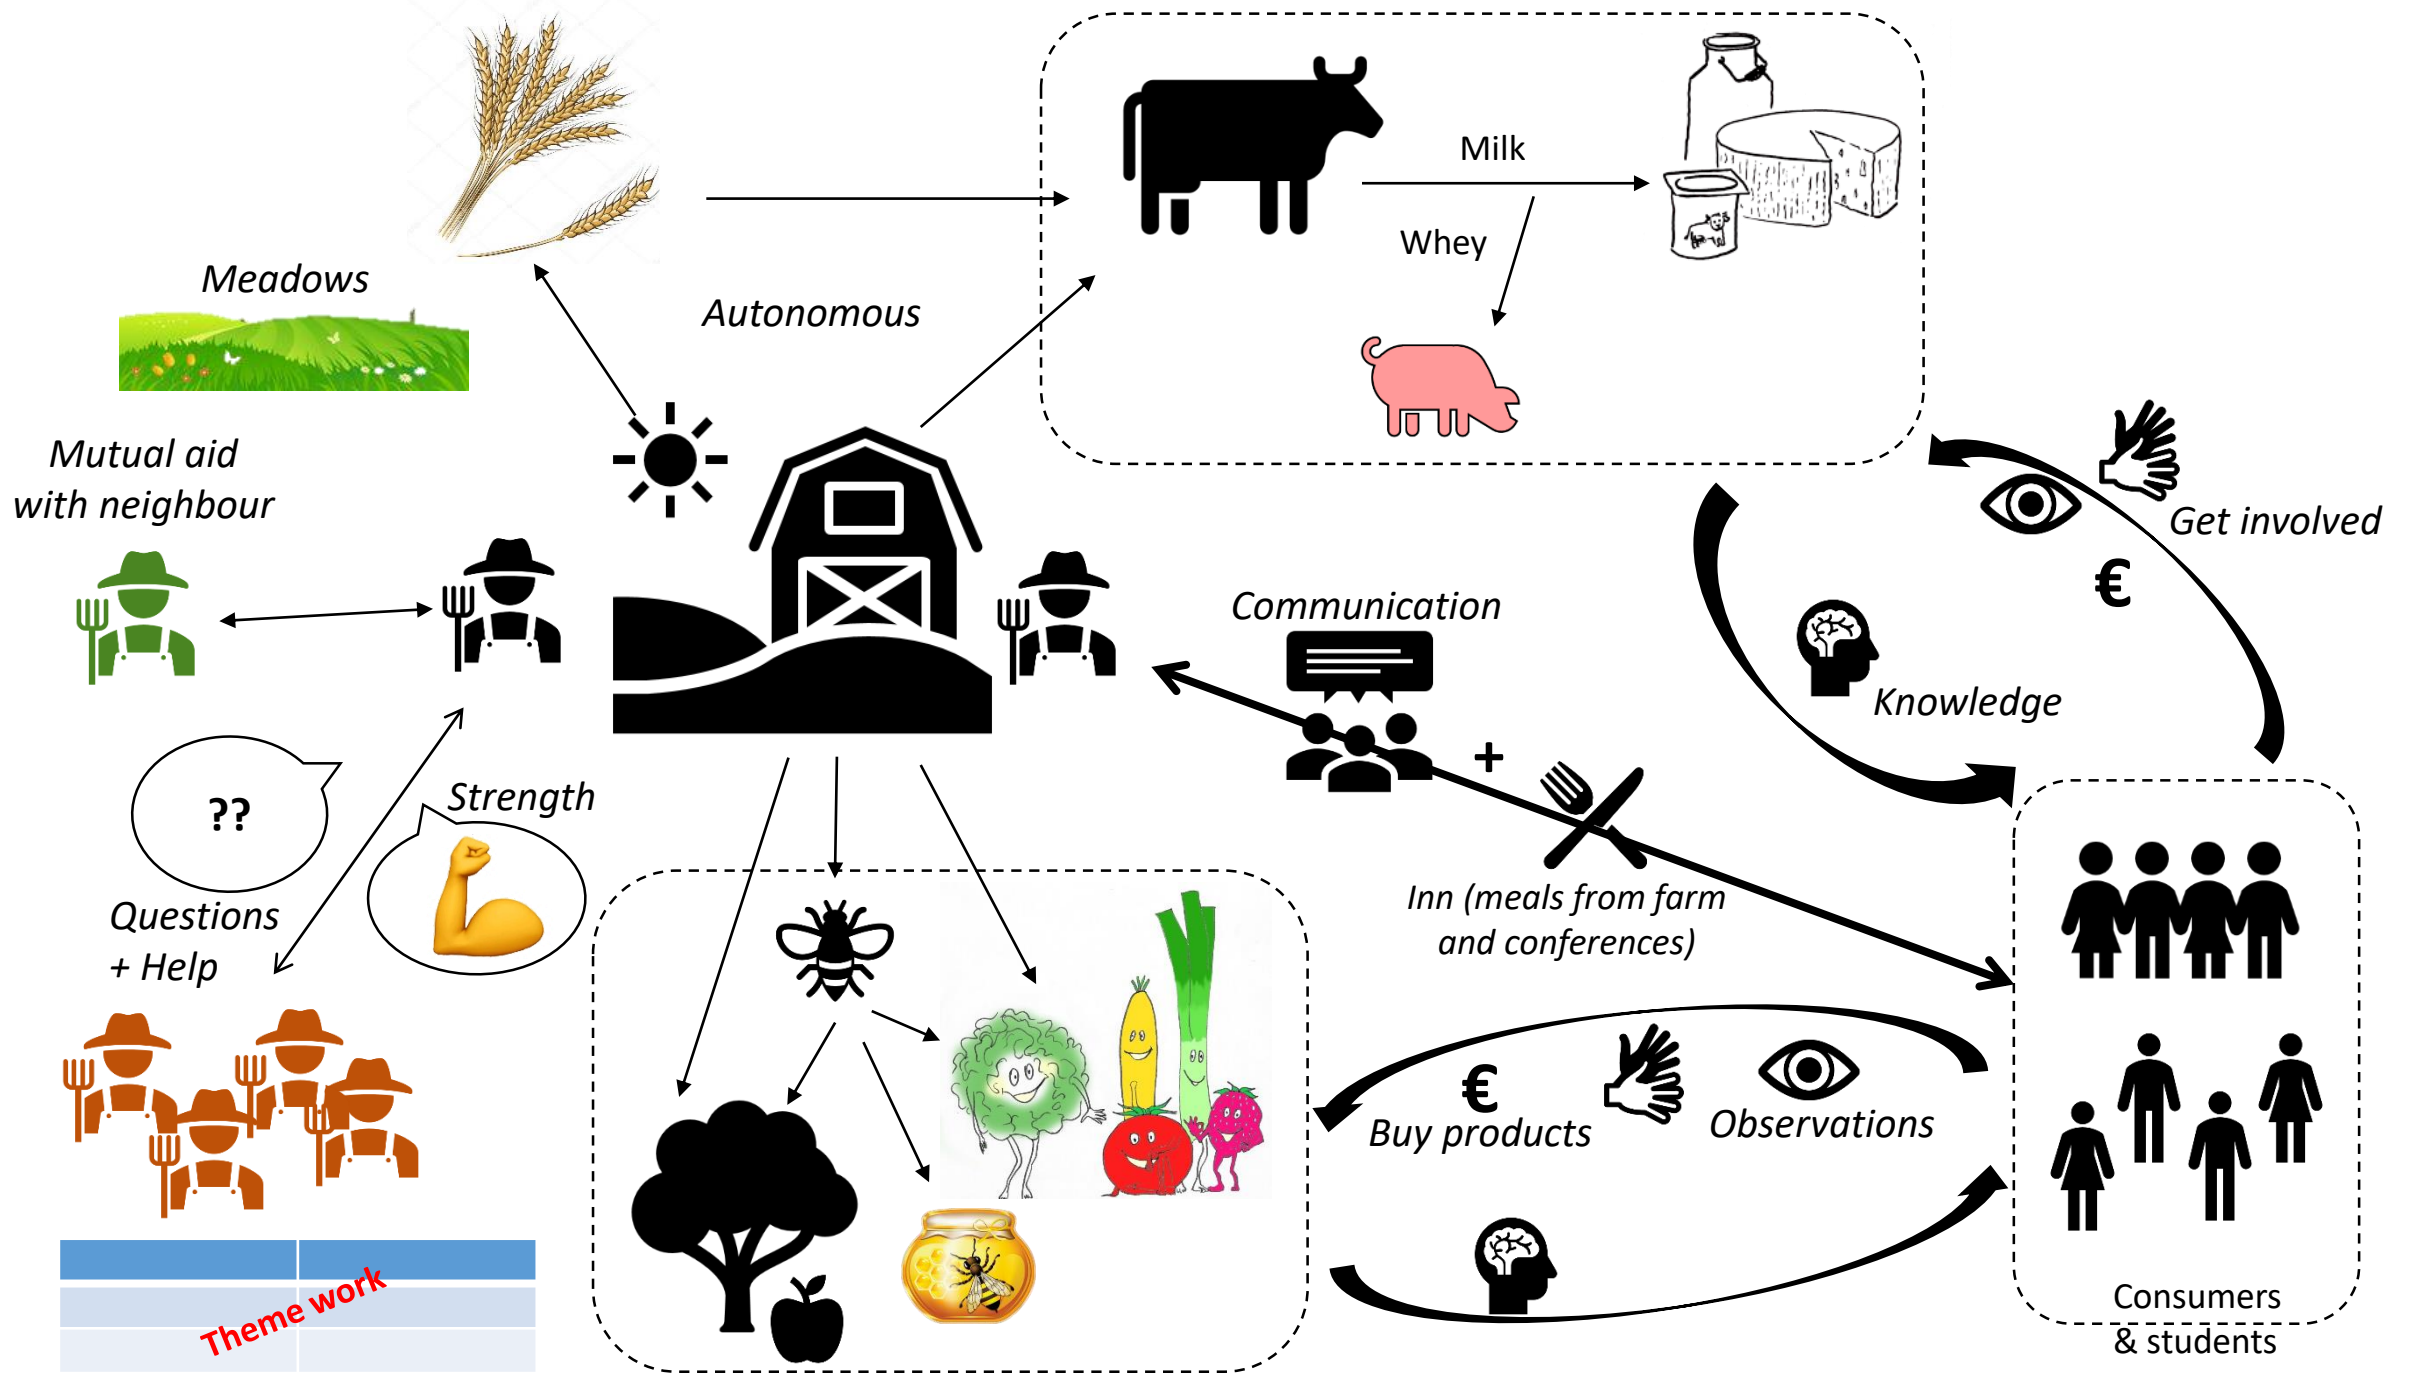 Milk
Whey
Meadows
Autonomous
Mutual aid
with neighbour
Get involved
€
Communication
Knowledge
+
??
Strength
Inn (meals from farm
and conferences)
Questions
+ Help
€
Buy products
Observations
Theme work
Consumers
& students